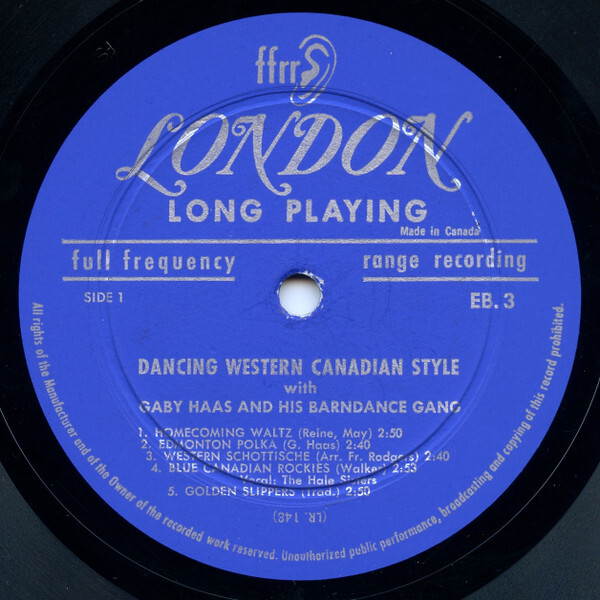 ffrr
LONDON
LONG PLAYING
Made in Canada
full frequency range recording
SIDE 1 EB. 3
DANCING WESTERN CANADIAN STYLE
with
GABY HAAS AND HIS BARNDANCE GANG
1. HOMECOMING WALTZ (Reine, May) 2:50
2. EDMONTON POLKA (G. Haas) 2:40
3. WESTERN SCHOTTISCHE (Arr. Fr. Rodgers) 2:40
4. BLUE CANADIAN ROCKIES (Walker) 2:53
Vocal: The Hale Sisters
5. GOLDEN SLIPPERS (Trad.) 2:50
(LR. 148)
All rights of the Manufacturer and of the Owner of the recorded work reserved. Unauthorized public performance, broadcasting and copying of this record prohibited.